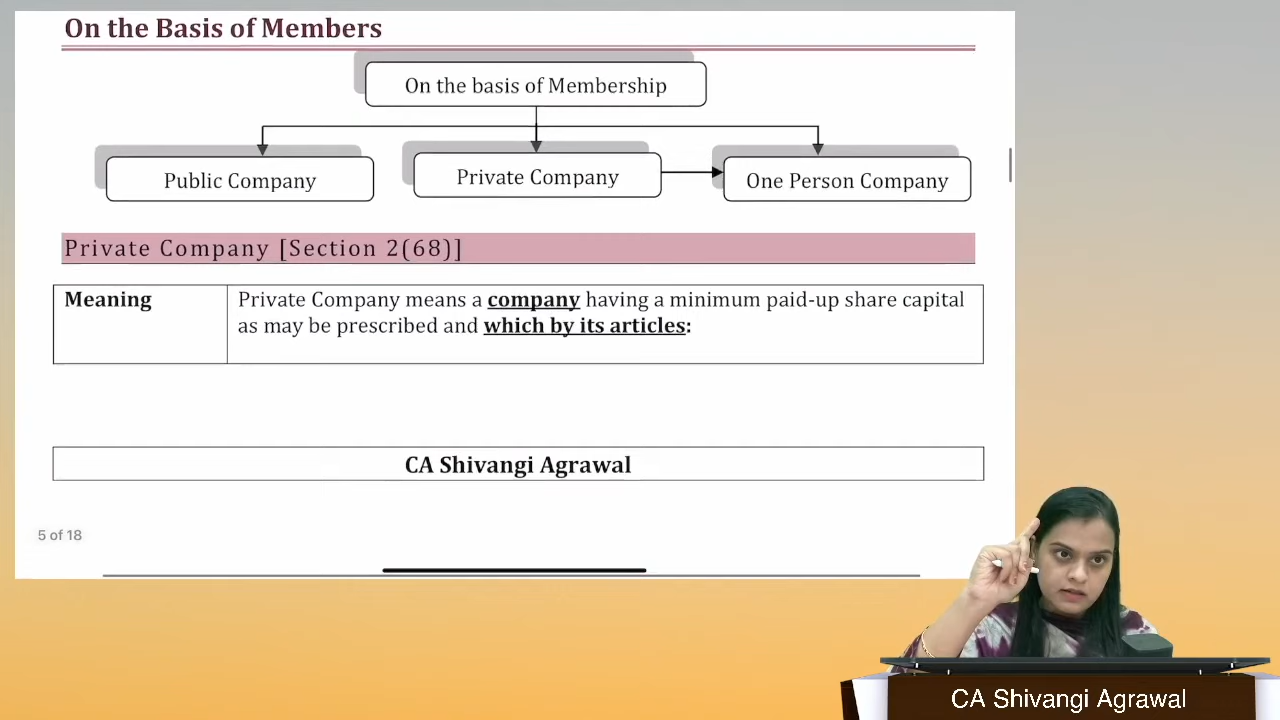 On the Basis of Members
On the basis of Membership
Public Company
Private Company
One Person Company
Private Company [Section 2(68)]
Meaning
Private Company means a company having a minimum paid-up share capital
as may be prescribed and which by its articles:
CA Shivangi Agrawal
5 of 18
CA Shivangi Agrawal